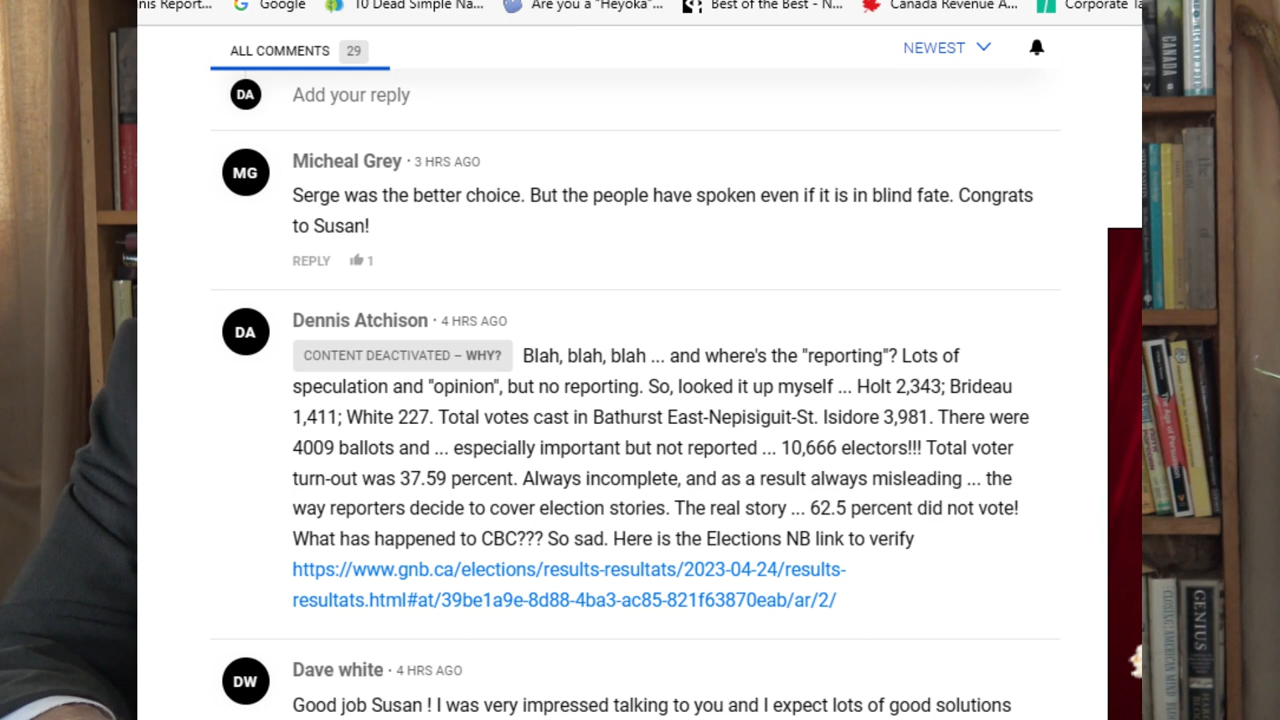 nis Report...
Google
10 Dead Simple Na...
Are you a "Heyoka"...
Best of the Best - N...
Canada Revenue A...
Corporate Ta
ALL COMMENTS 29
NEWEST
DA
Add your reply
MG
Micheal Grey · 3 HRS AGO
Serge was the better choice. But the people have spoken even if it is in blind fate. Congrats
to Susan!
REPLY 1
DA
Dennis Atchison · 4 HRS AGO
CONTENT DEACTIVATED – WHY? Blah, blah, blah ... and where's the "reporting"? Lots of
speculation and "opinion", but no reporting. So, looked it up myself ... Holt 2,343; Brideau
1,411; White 227. Total votes cast in Bathurst East-Nepisiguit-St. Isidore 3,981. There were
4009 ballots and ... especially important but not reported ... 10,666 electors!!! Total voter
turn-out was 37.59 percent. Always incomplete, and as a result always misleading ... the
way reporters decide to cover election stories. The real story ... 62.5 percent did not vote!
What has happened to CBC??? So sad. Here is the Elections NB link to verify
https://www.gnb.ca/elections/results-resultats/2023-04-24/results-
resultats.html#at/39be1a9e-8d88-4ba3-ac85-821f63870eab/ar/2/
DW
Dave white · 4 HRS AGO
Good job Susan ! I was very impressed talking to you and I expect lots of good solutions
CANADA
The Age of
CLOSING
AMERICAN MIND
GENIUS